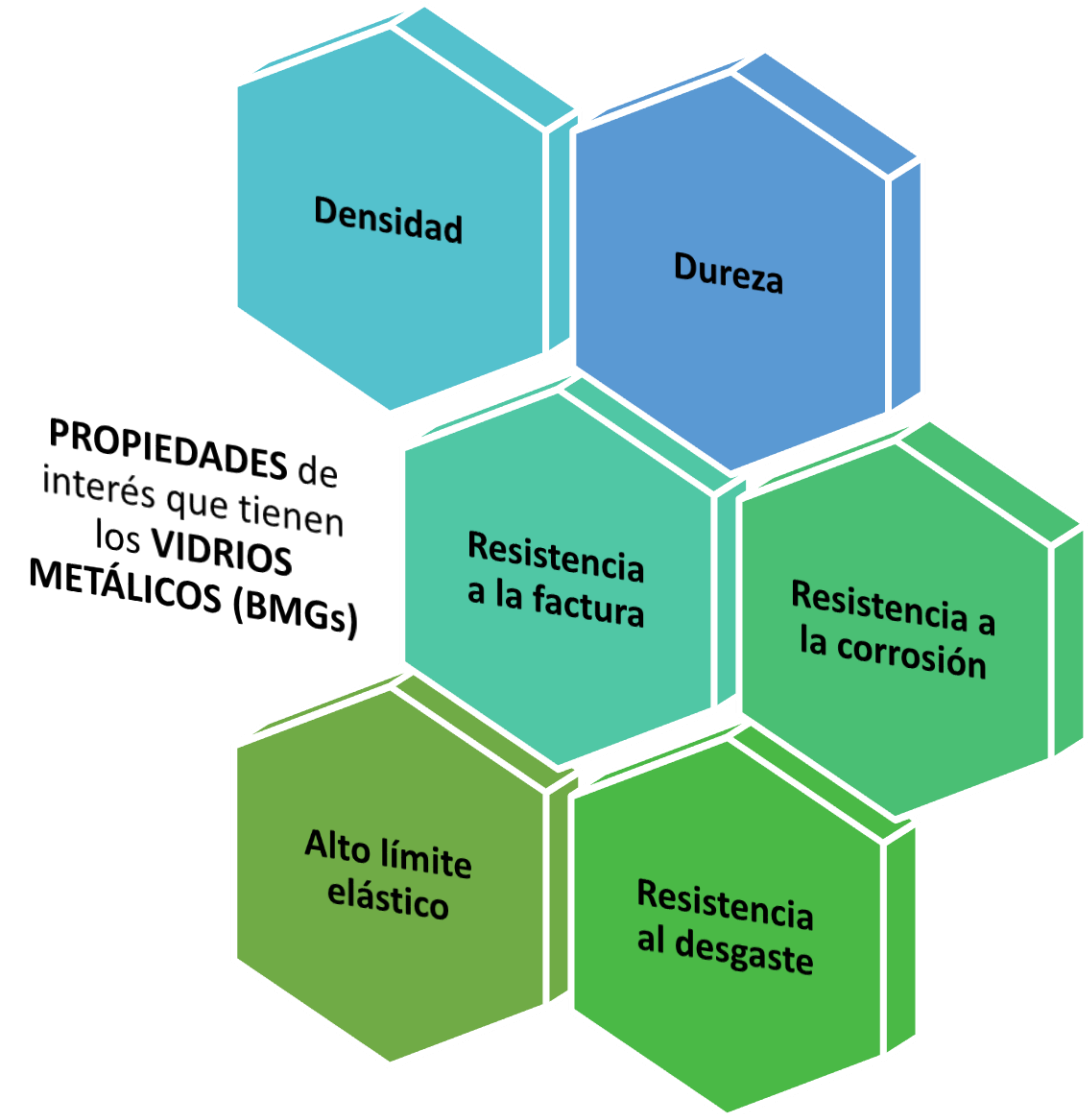 Densidad
Dureza
PROPIEDADES de
interés que tienen
los VIDRIOS
METÁLICOS (BMGs)
Resistencia
a la factura
Resistencia a
la corrosión
Alto límite
elástico
Resistencia
al desgaste